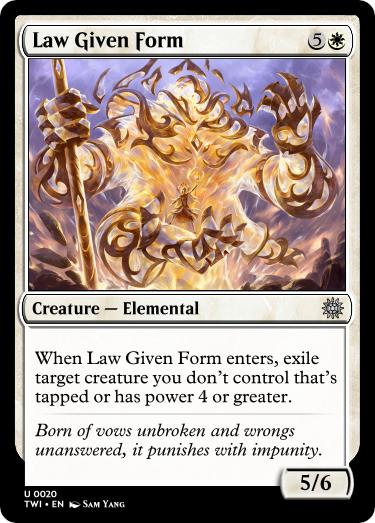 Law Given Form
5
Creature — Elemental
When Law Given Form enters, exile
target creature you don't control that's
tapped or has power 4 or greater.
Born of vows unbroken and wrongs
unanswered, it punishes with impunity.
5/6
U 0020
TWI • EN Sam Yang